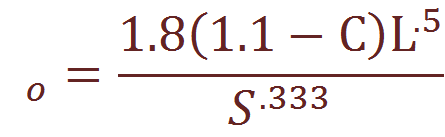 ₒ = 1.8(1.1 − C)L^.5 / S^.333